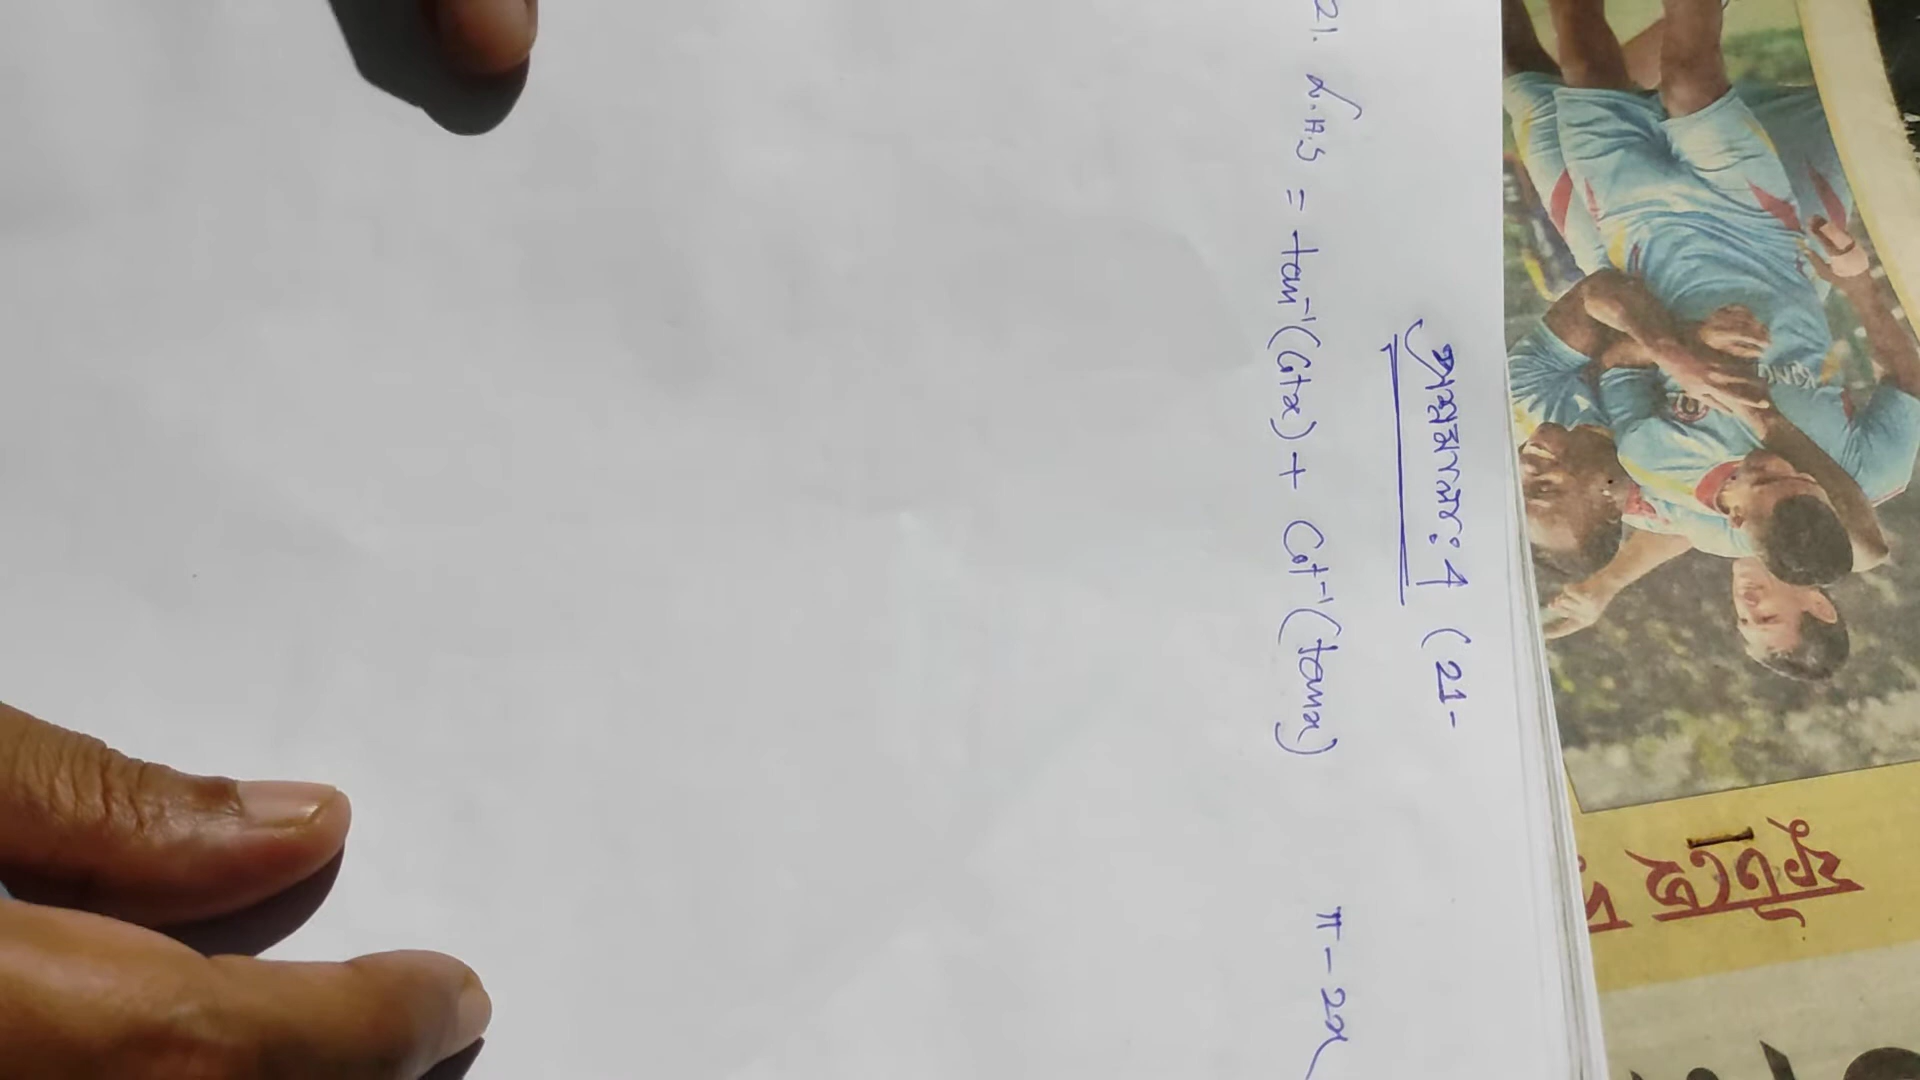 প্রশ্নমালা: 4 (21-
21. L.H.S = tan⁻¹(Cotx) + Cot⁻¹(tanx) π - 2x